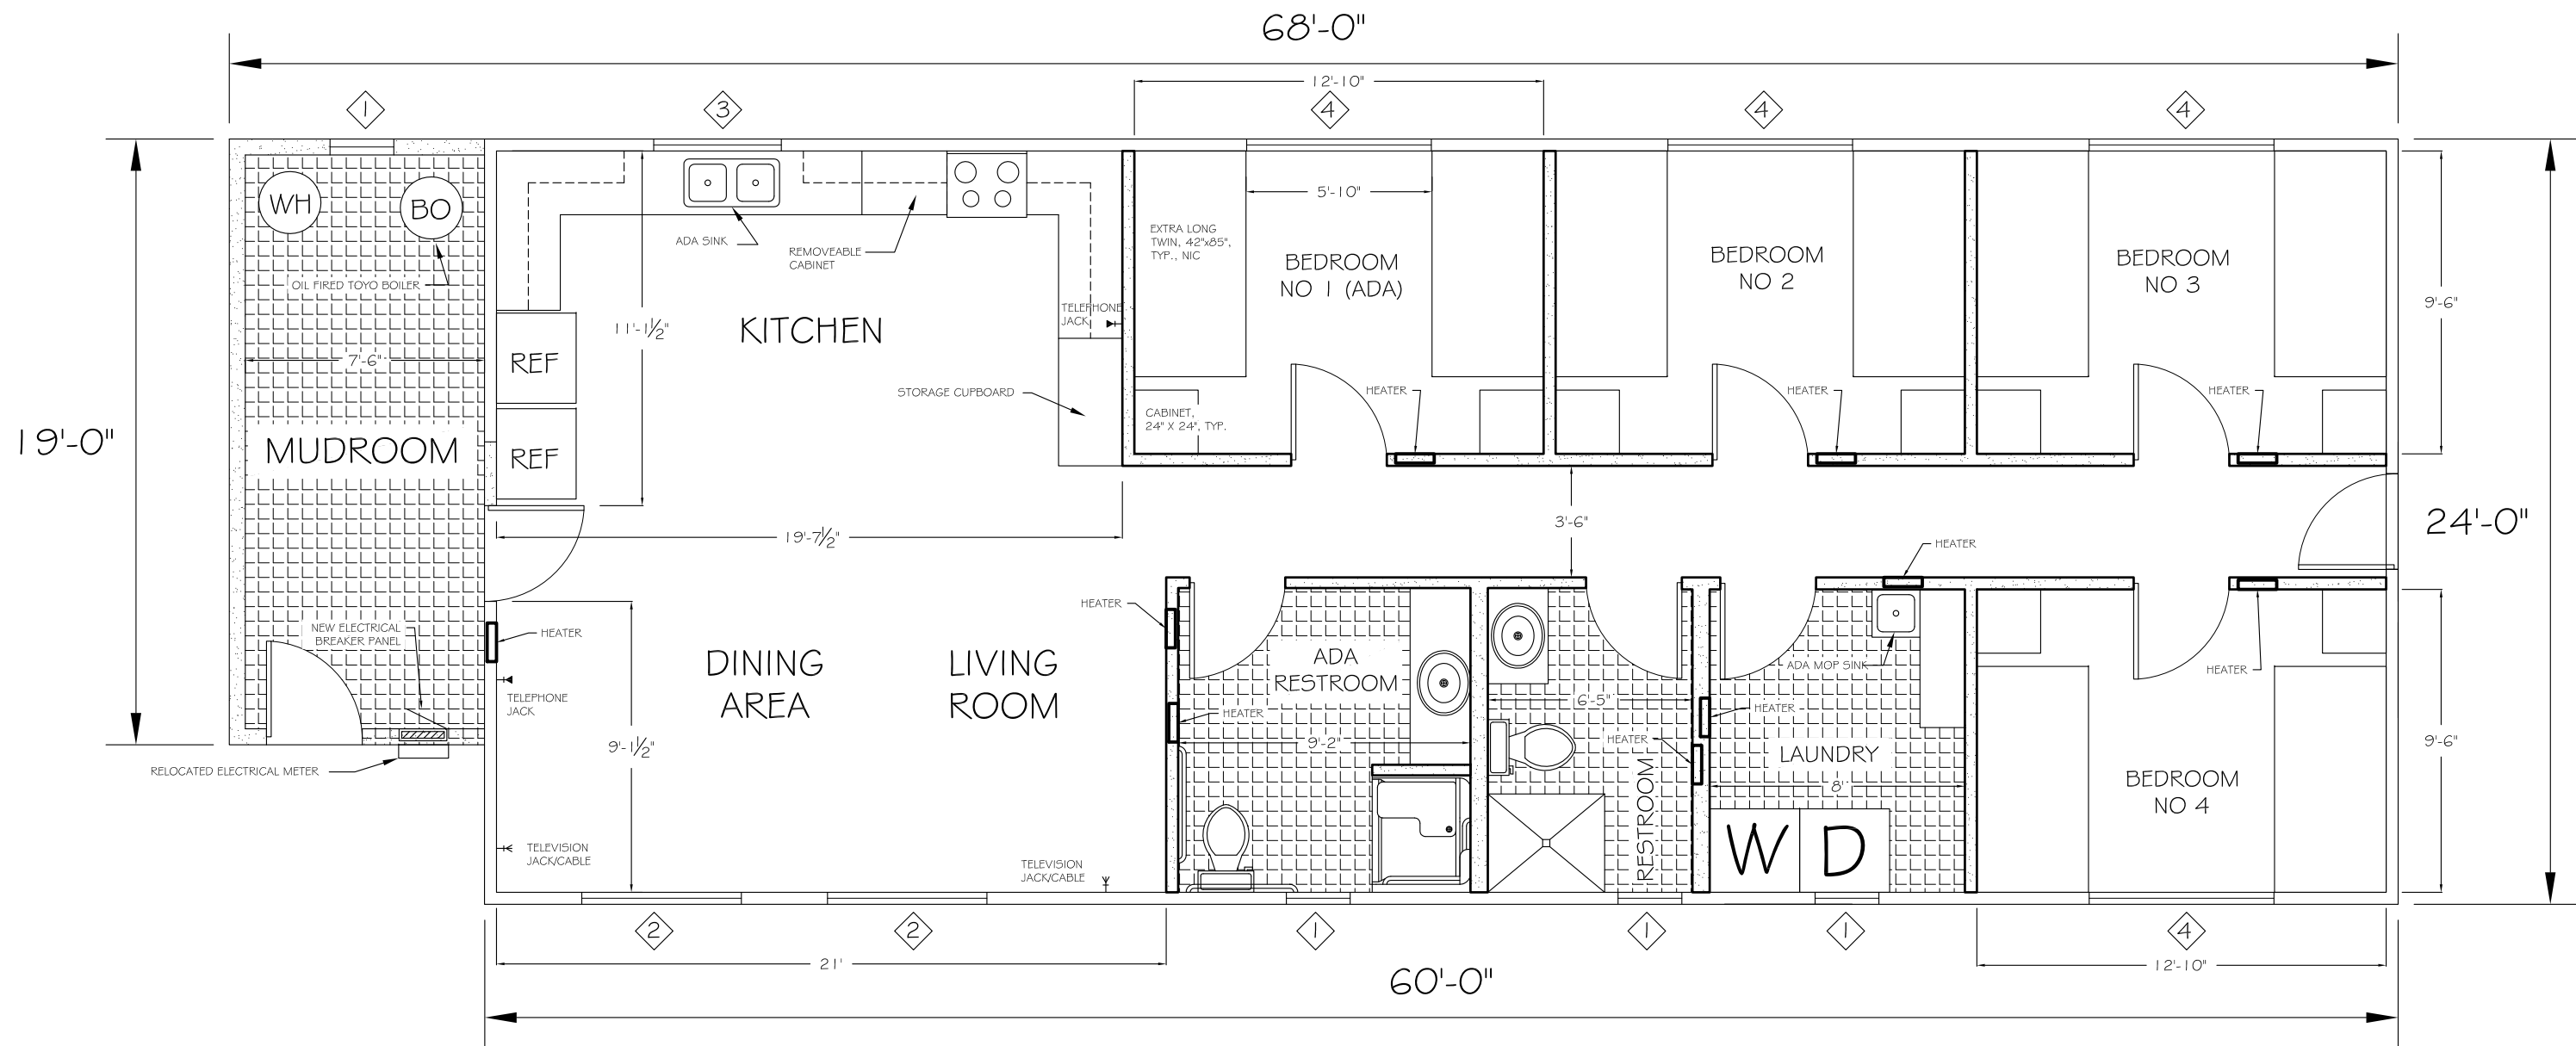 68'-0"
12'-10"
1
3
4
4
4
WH
BO
OIL FIRED TOYO BOILER
7'-6"
19'-0"
MUDROOM
NEW ELECTRICAL
BREAKER PANEL
RELOCATED ELECTRICAL METER
ADA SINK
REMOVEABLE
CABINET
11'-1½"
KITCHEN
REF
REF
TELEPHONE
JACK
STORAGE CUPBOARD
19'-7½"
EXTRA LONG
TWIN, 42"x85",
TYP., NIC
5'-10"
BEDROOM
NO 1 (ADA)
CABINET,
24" X 24", TYP.
HEATER
BEDROOM
NO 2
HEATER
BEDROOM
NO 3
HEATER
9'-6"
3'-6"
24'-0"
HEATER
HEATER
HEATER
TELEPHONE
JACK
DINING
AREA
LIVING
ROOM
9'-1½"
TELEVISION
JACK/CABLE
TELEVISION
JACK/CABLE
ADA
RESTROOM
HEATER
9'-2"
6'-5"
HEATER
RESTROOM
ADA MOP SINK
HEATER
LAUNDRY
8'
W
D
HEATER
BEDROOM
NO 4
9'-6"
2
2
1
1
1
4
21'
12'-10"
60'-0"